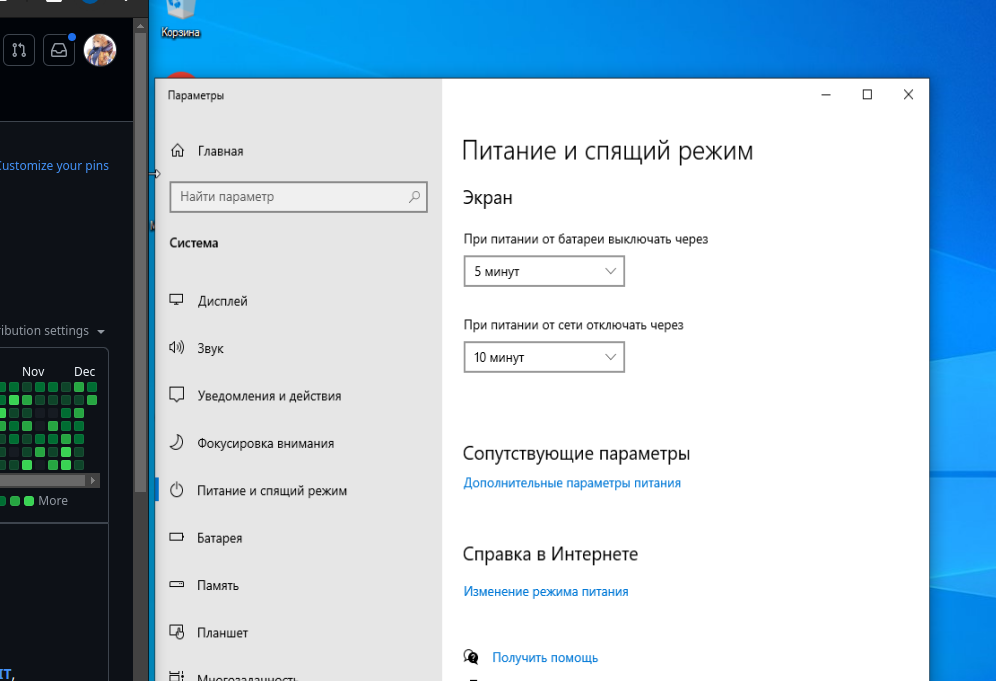 Корзина
Customize your pins
ribution settings
Nov
Dec
More
IT,
Параметры
Главная
Найти параметр
Система
Дисплей
Звук
Уведомления и действия
Фокусировка внимания
Питание и спящий режим
Батарея
Память
Планшет
Многозадачность
Питание и спящий режим
Экран
При питании от батареи выключать через
5 минут
При питании от сети отключать через
10 минут
Сопутствующие параметры
Дополнительные параметры питания
Справка в Интернете
Изменение режима питания
Получить помощь